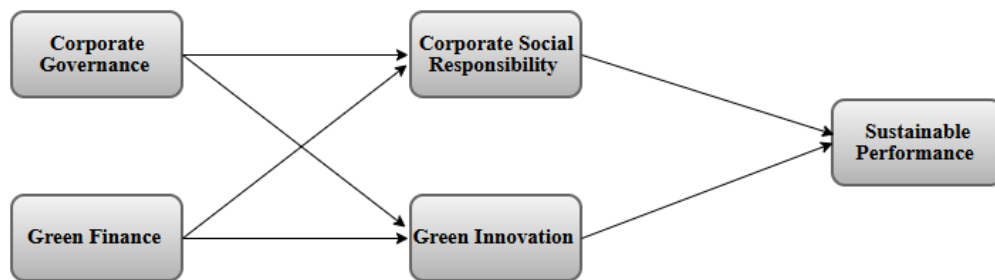 Corporate
Governance
Corporate Social
Responsibility
Sustainable
Performance
Green Finance
Green Innovation